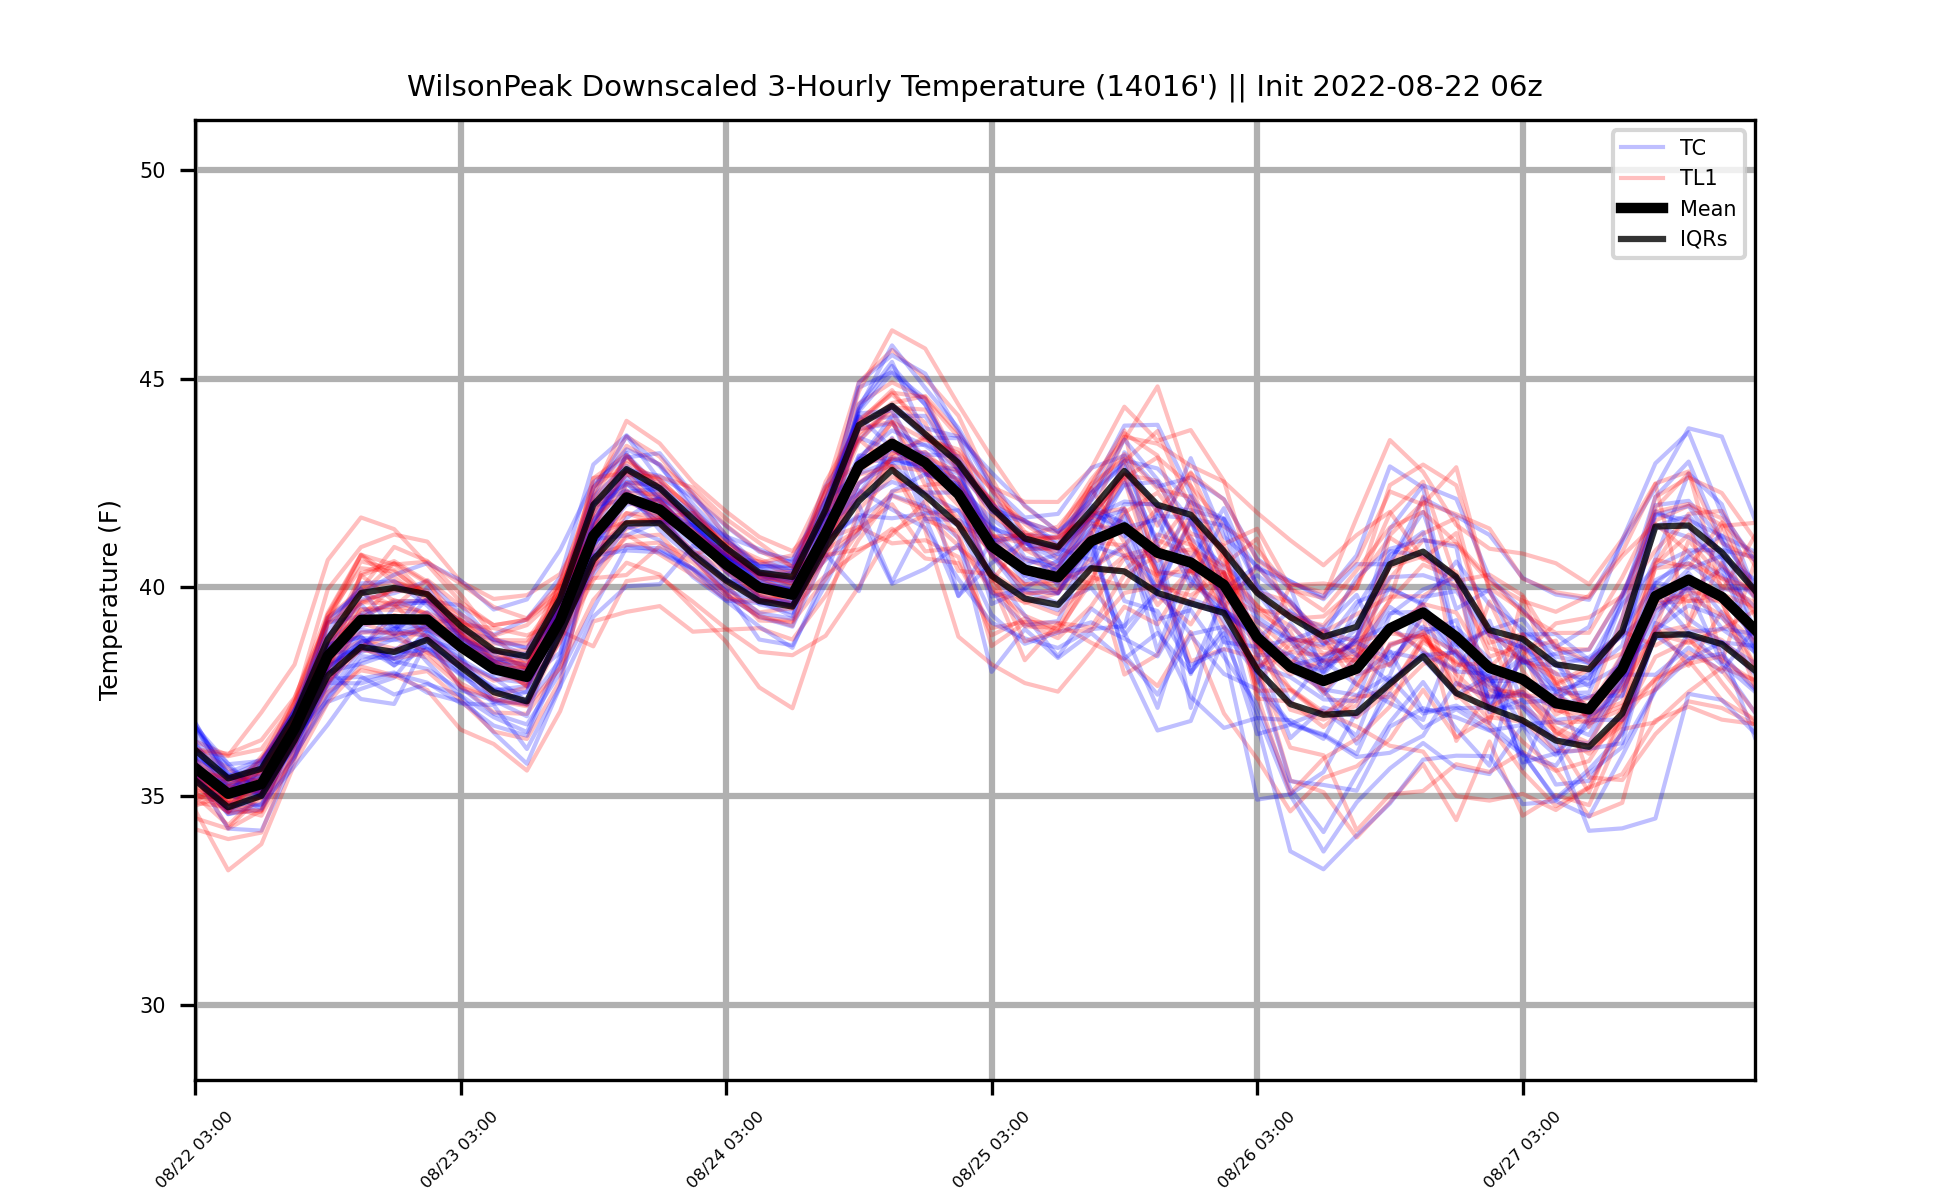 WilsonPeak Downscaled 3-Hourly Temperature (14016') || Init 2022-08-22 06z
TC
TL1
Mean
IQRs
Temperature (F)
50
45
40
35
30
08/22 03:00
08/23 03:00
08/24 03:00
08/25 03:00
08/26 03:00
08/27 03:00